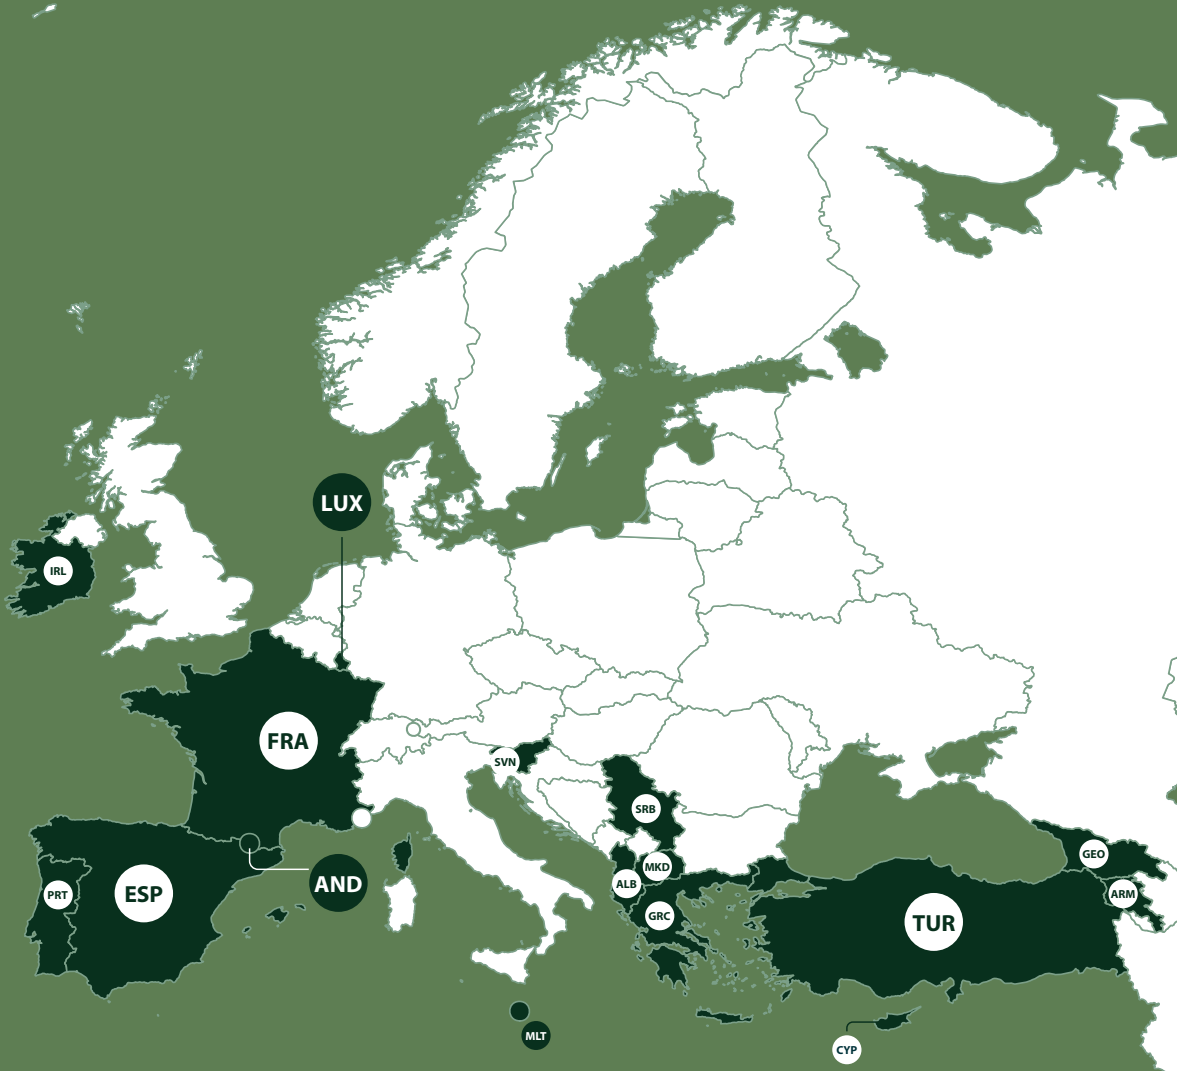 LUX
IRL
FRA
SVN
SRB
GEO
MKD
ALB
AND
PRT
ESP
ARM
GRC
TUR
MLT
CYP